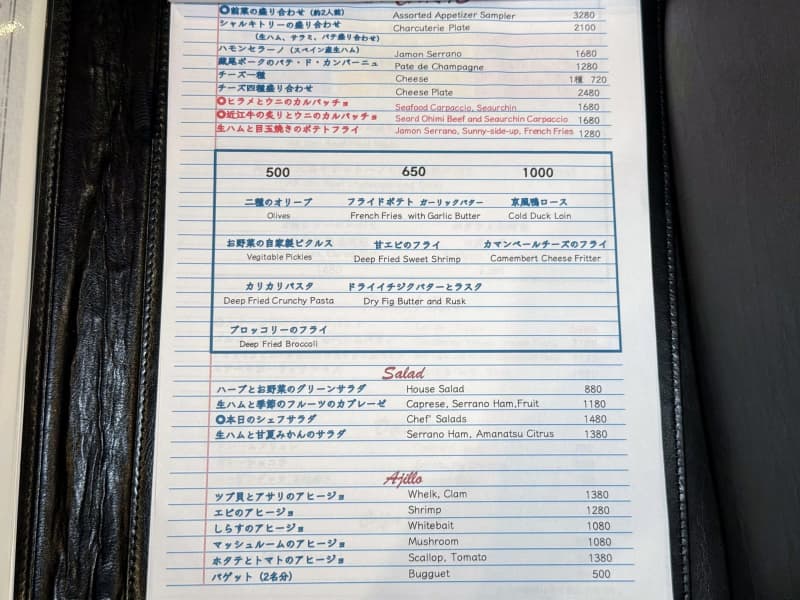 ◎前菜の盛り合わせ（約2人前） Assorted Appetizer Sampler 3280
シャルキトリーの盛り合わせ Charcuterie Plate 2100
（生ハム、サラミ、パテ盛り合わせ）
ハモンセラーノ（スペイン産生ハム） Jamon Serrano 1680
蔵尾ポークのパテ・ド・カンパーニュ Pate de Champagne 1280
チーズ一種 Cheese 1種 720
チーズ四種盛り合わせ Cheese Plate 2480
◎ヒラメとウニのカルパッチョ Seafood Carpaccio, Seaurchin 1680
◎近江牛の炙りとウニのカルパッチョ Seard Ohimi Beef and Seaurchin Carpaccio 1680
生ハムと目玉焼きのポテトフライ Jamon Serrano, Sunny-side-up, French Fries 1280
500 650 1000
二種のオリーブ フライドポテト ガーリックバター 京風鴨ロース
Olives French Fries with Garlic Butter Cold Duck Loin
お野菜の自家製ピクルス 甘エビのフライ カマンベールチーズのフライ
Vegitable Pickles Deep Fried Sweet Shrimp Camembert Cheese Fritter
カリカリパスタ ドライイチジクバターとラスク
Deep Fried Crunchy Pasta Dry Fig Butter and Rusk
ブロッコリーのフライ
Deep Fried Broccoli
Salad
ハーブとお野菜のグリーンサラダ House Salad 880
生ハムと季節のフルーツのカプレーゼ Caprese, Serrano Ham,Fruit 1180
◎本日のシェフサラダ Chef' Salads 1480
生ハムと甘夏みかんのサラダ Serrano Ham, Amanatsu Citrus 1380
Ajillo
ツブ貝とアサリのアヒージョ Whelk, Clam 1380
エビのアヒージョ Shrimp 1280
しらすのアヒージョ Whitebait 1080
マッシュルームのアヒージョ Mushroom 1080
ホタテとトマトのアヒージョ Scallop, Tomato 1380
バゲット（2名分） Bugguet 500